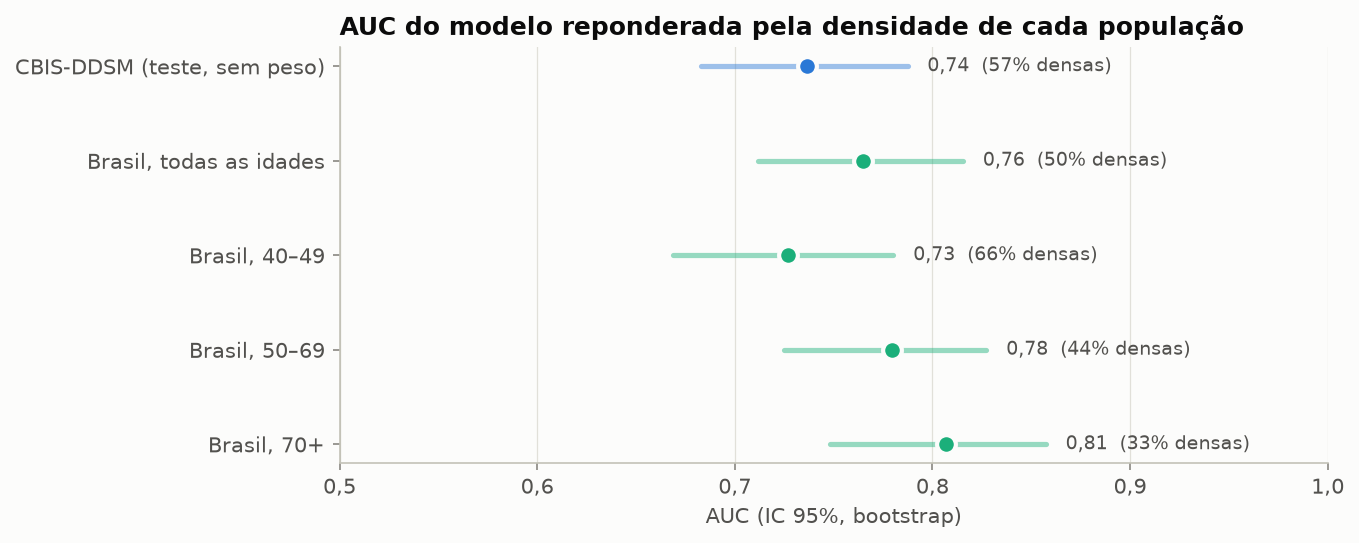 AUC do modelo reponderada pela densidade de cada população
CBIS-DDSM (teste, sem peso)
0,74 (57% densas)
Brasil, todas as idades
0,76 (50% densas)
Brasil, 40–49
0,73 (66% densas)
Brasil, 50–69
0,78 (44% densas)
Brasil, 70+
0,81 (33% densas)
0,5 0,6 0,7 0,8 0,9 1,0
AUC (IC 95%, bootstrap)